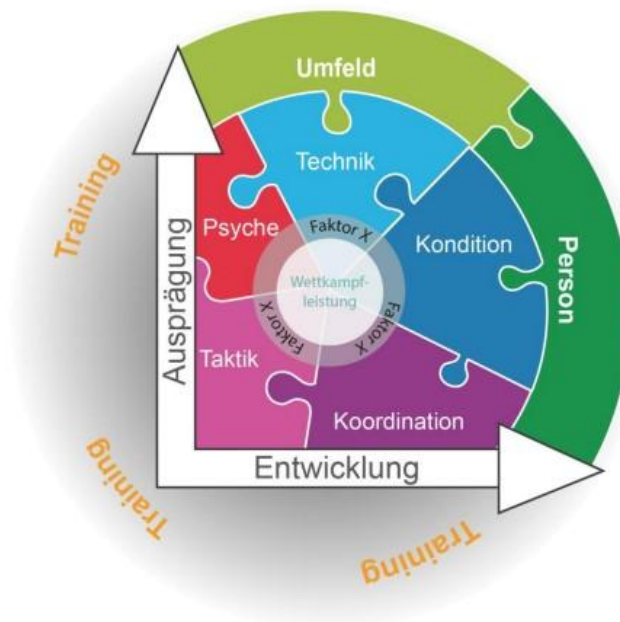 Umfeld
Technik
Psyche
Faktor X
Kondition
Person
Wettkampf-
leistung
Faktor X
Faktor X
Taktik
Koordination
Ausprägung
Entwicklung
Training
Training
Training